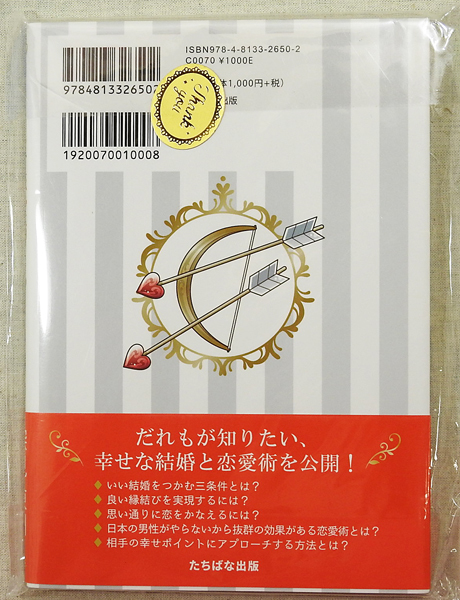 ISBN978-4-8133-2650-2
C0070 ¥1000E
本1,000円+税)
出版
978481332650
1920070010008
Thank you
だれもが知りたい、
幸せな結婚と恋愛術を公開！
◆いい結婚をつかむ三条件とは？
◆良い縁結びを実現するには？
◆思い通りに恋をかなえるには？
◆日本の男性がやらないから抜群の効果がある恋愛術とは？
◆相手の幸せポイントにアプローチする方法とは？
たちばな出版